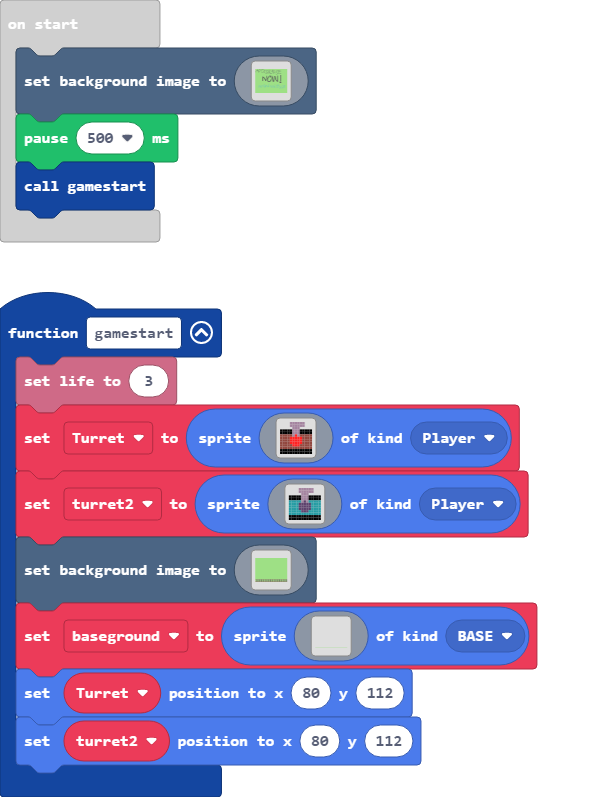 on start
set background image to
pause 500 ms
call gamestart
function gamestart
set life to 3
set Turret to sprite of kind Player
set turret2 to sprite of kind Player
set background image to
set baseground to sprite of kind BASE
set Turret position to x 80 y 112
set turret2 position to x 80 y 112